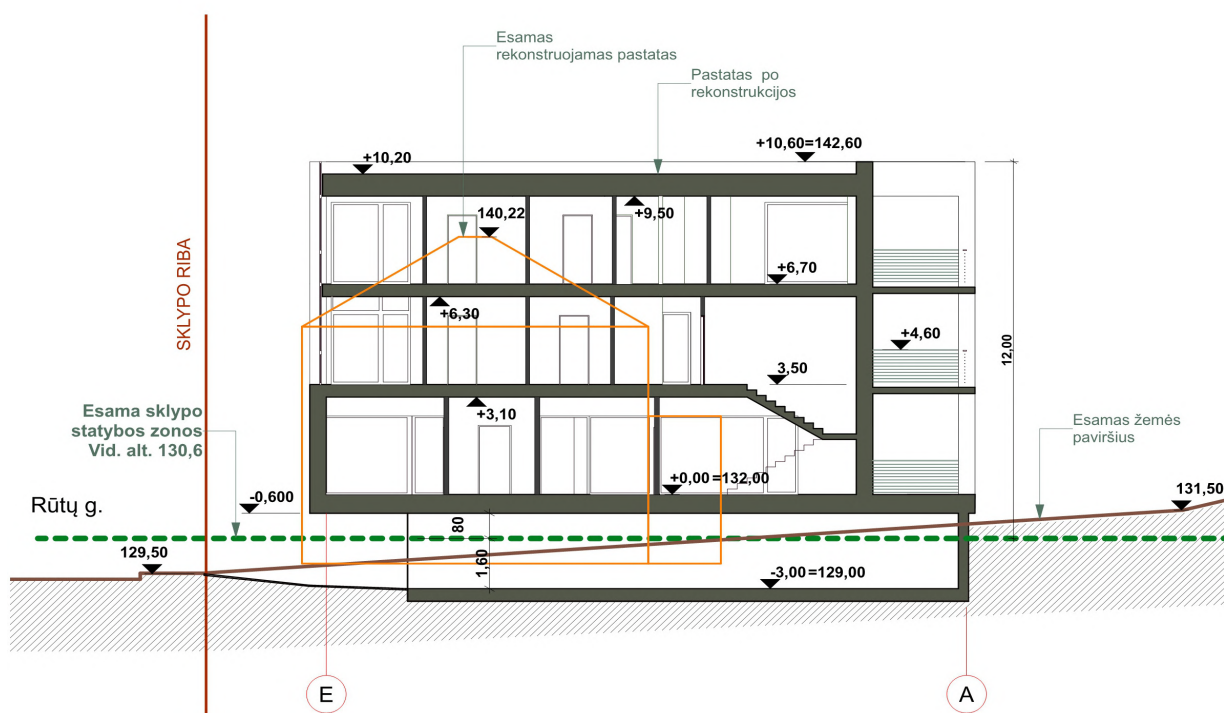 Esamas
rekonstruojamas pastatas
Pastatas po
rekonstrukcijos
+10,60=142,60
+10,20
140,22
+9,50
SKLYPO RIBA
+6,70
+6,30
+4,60
12,00
3,50
Esama sklypo
statybos zonos
Vid. alt. 130,6
+3,10
Esamas žemės
paviršius
+0,00=132,00
131,50
-0,600
Rūtų g.
80
129,50
1,60
-3,00=129,00
E
A